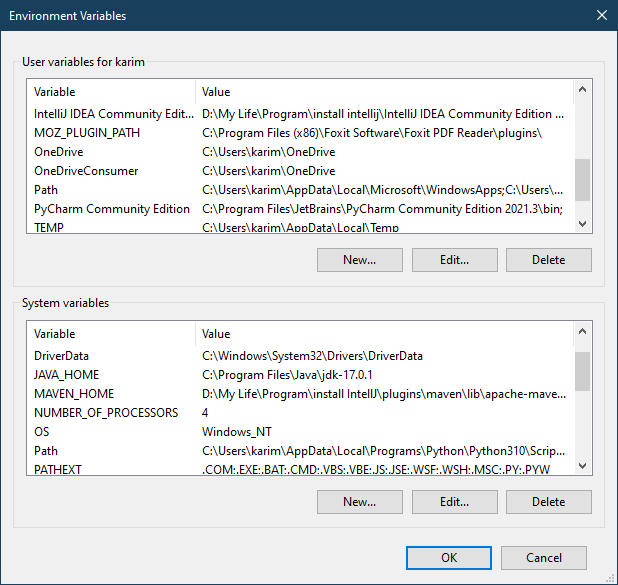 Environment Variables
User variables for karim
Variable Value
IntelliJ IDEA Community Edit... D:\My Life\Program\install intellij\IntelliJ IDEA Community Edition ...
MOZ_PLUGIN_PATH C:\Program Files (x86)\Foxit Software\Foxit PDF Reader\plugins\
OneDrive C:\Users\karim\OneDrive
OneDriveConsumer C:\Users\karim\OneDrive
Path C:\Users\karim\AppData\Local\Microsoft\WindowsApps;C:\Users\...
PyCharm Community Edition C:\Program Files\JetBrains\PyCharm Community Edition 2021.3\bin;
TEMP C:\Users\karim\AppData\Local\Temp
New... Edit... Delete
System variables
Variable Value
DriverData C:\Windows\System32\Drivers\DriverData
JAVA_HOME C:\Program Files\Java\jdk-17.0.1
MAVEN_HOME D:\My Life\Program\install IntellJ\plugins\maven\lib\apache-mave...
NUMBER_OF_PROCESSORS 4
OS Windows_NT
Path C:\Users\karim\AppData\Local\Programs\Python\Python310\Scrip...
PATHEXT .COM;.EXE;.BAT;.CMD;.VBS;.VBE;.JS;.JSE;.WSF;.WSH;.MSC;.PY;.PYW
New... Edit... Delete
OK Cancel